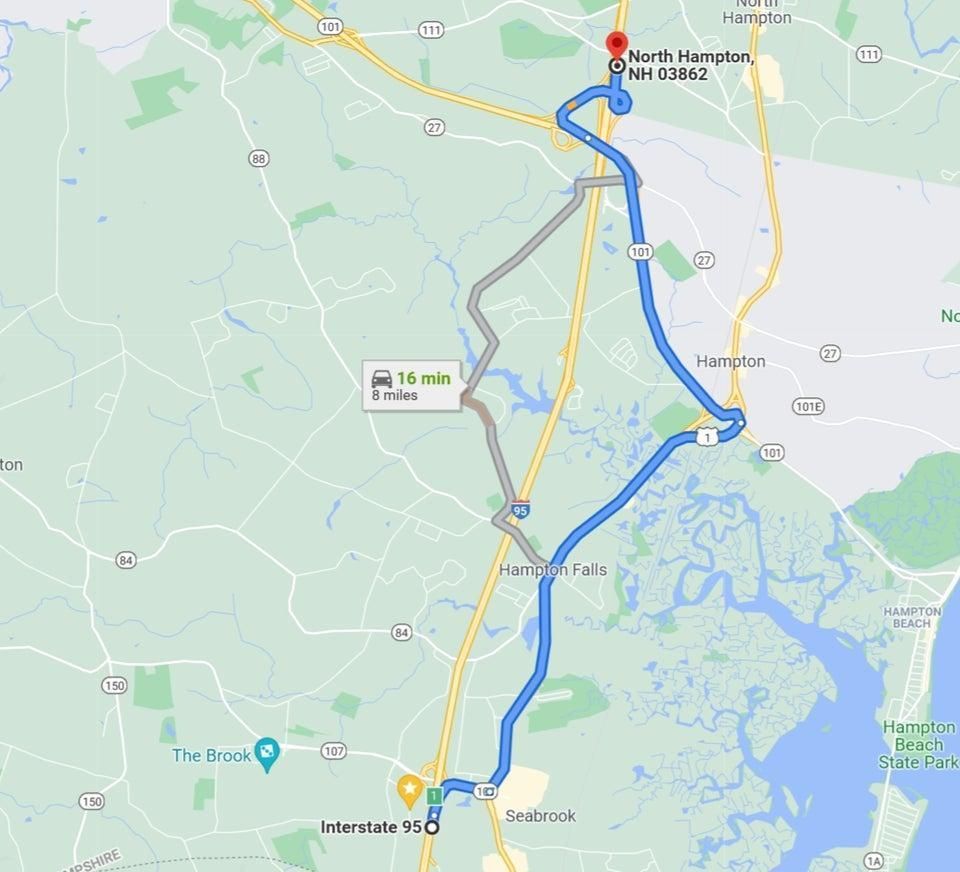 North
Hampton
101
111
111
North Hampton,
NH 03862
27
88
101
27
No
16 min
8 miles
Hampton
27
101E
1
101
ton
95
84
Hampton Falls
HAMPTON
BEACH
84
150
Hampton
Beach
State Park
The Brook
107
1
150
Seabrook
Interstate 95
MPSHIRE
1A